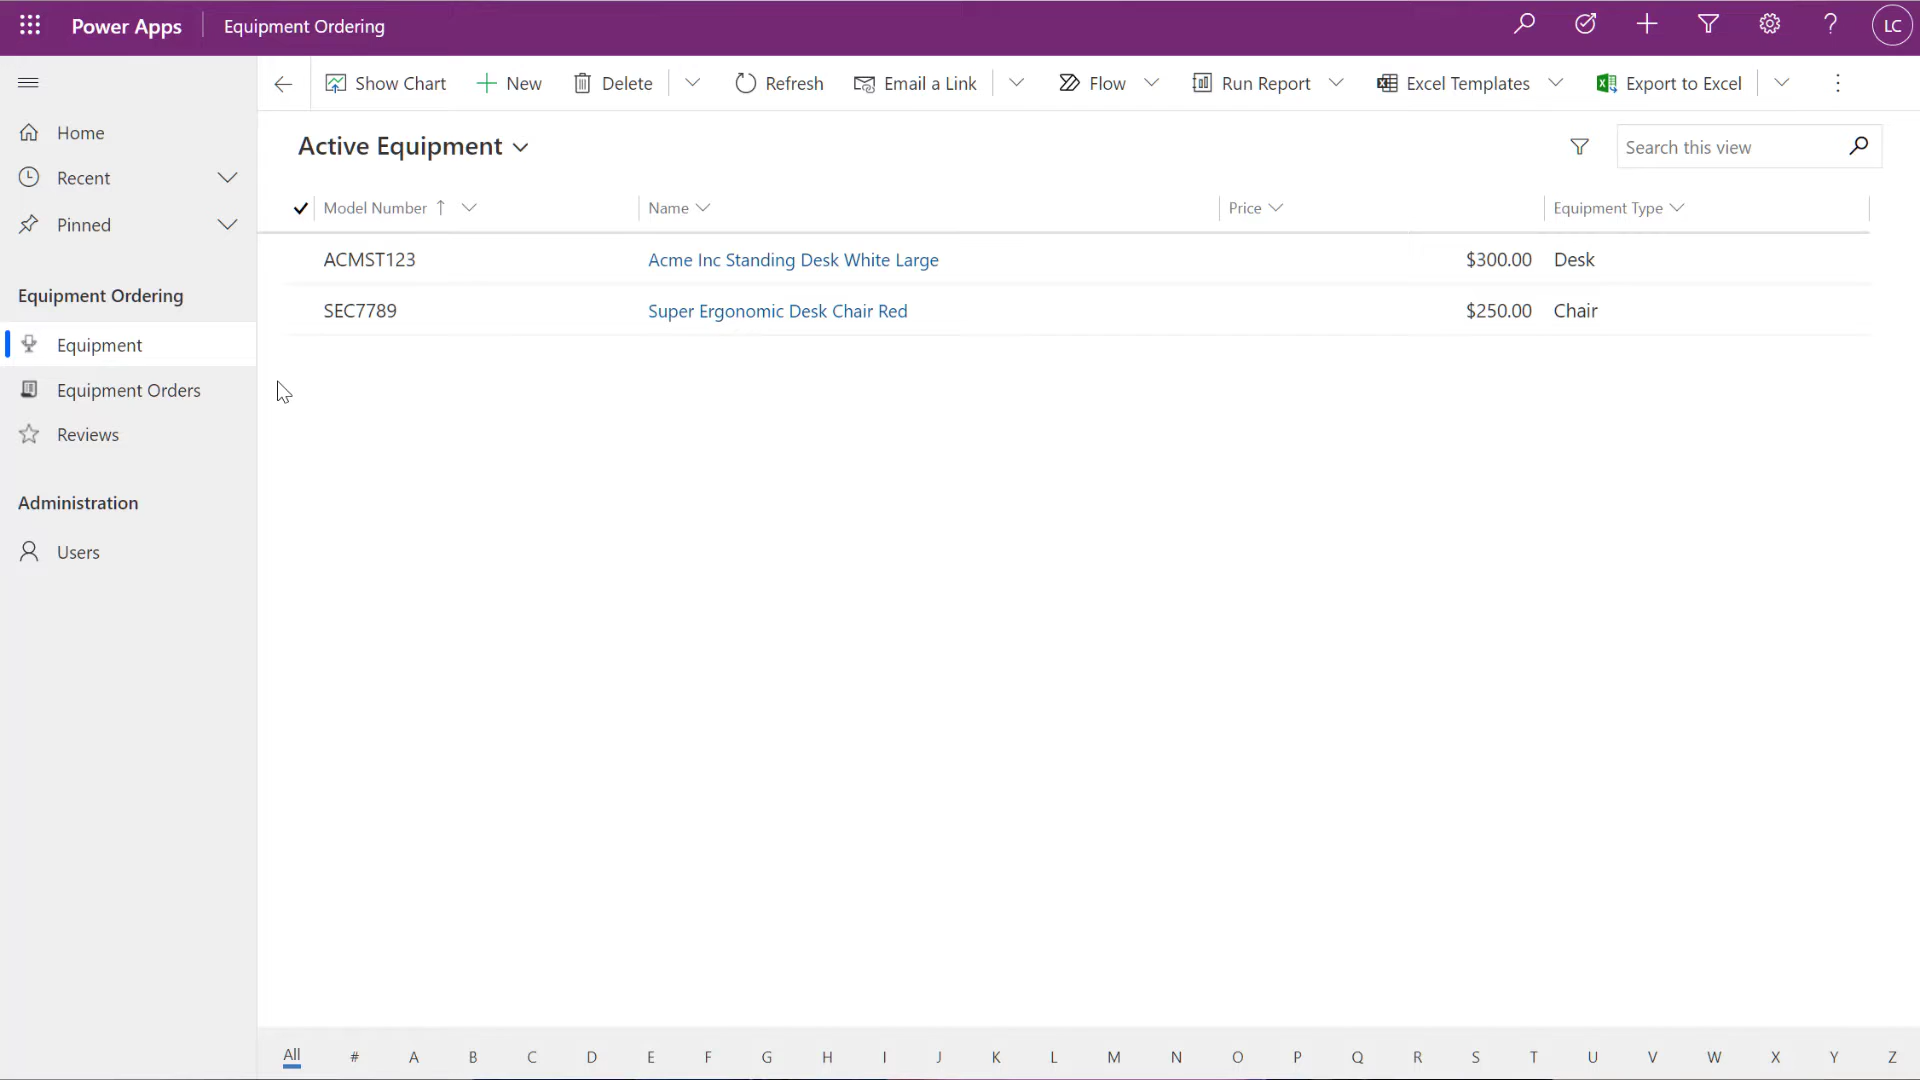 Power Apps Equipment Ordering LC
Show Chart New Delete Refresh Email a Link Flow Run Report Excel Templates Export to Excel
Home
Recent
Pinned
Equipment Ordering
Equipment
Equipment Orders
Reviews
Administration
Users
Active Equipment Search this view
Model Number Name Price Equipment Type
ACMST123 Acme Inc Standing Desk White Large $300.00 Desk
SEC7789 Super Ergonomic Desk Chair Red $250.00 Chair
All # A B C D E F G H I J K L M N O P Q R S T U V W X Y Z